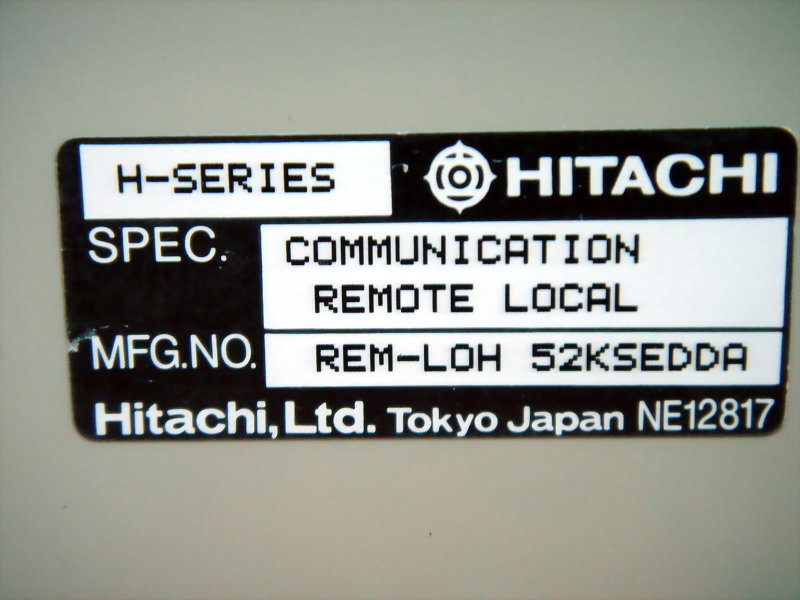 H-SERIES HITACHI
SPEC. COMMUNICATION
REMOTE LOCAL
MFG.NO. REM-LOH 52KSEDDA
Hitachi,Ltd. Tokyo Japan NE12817